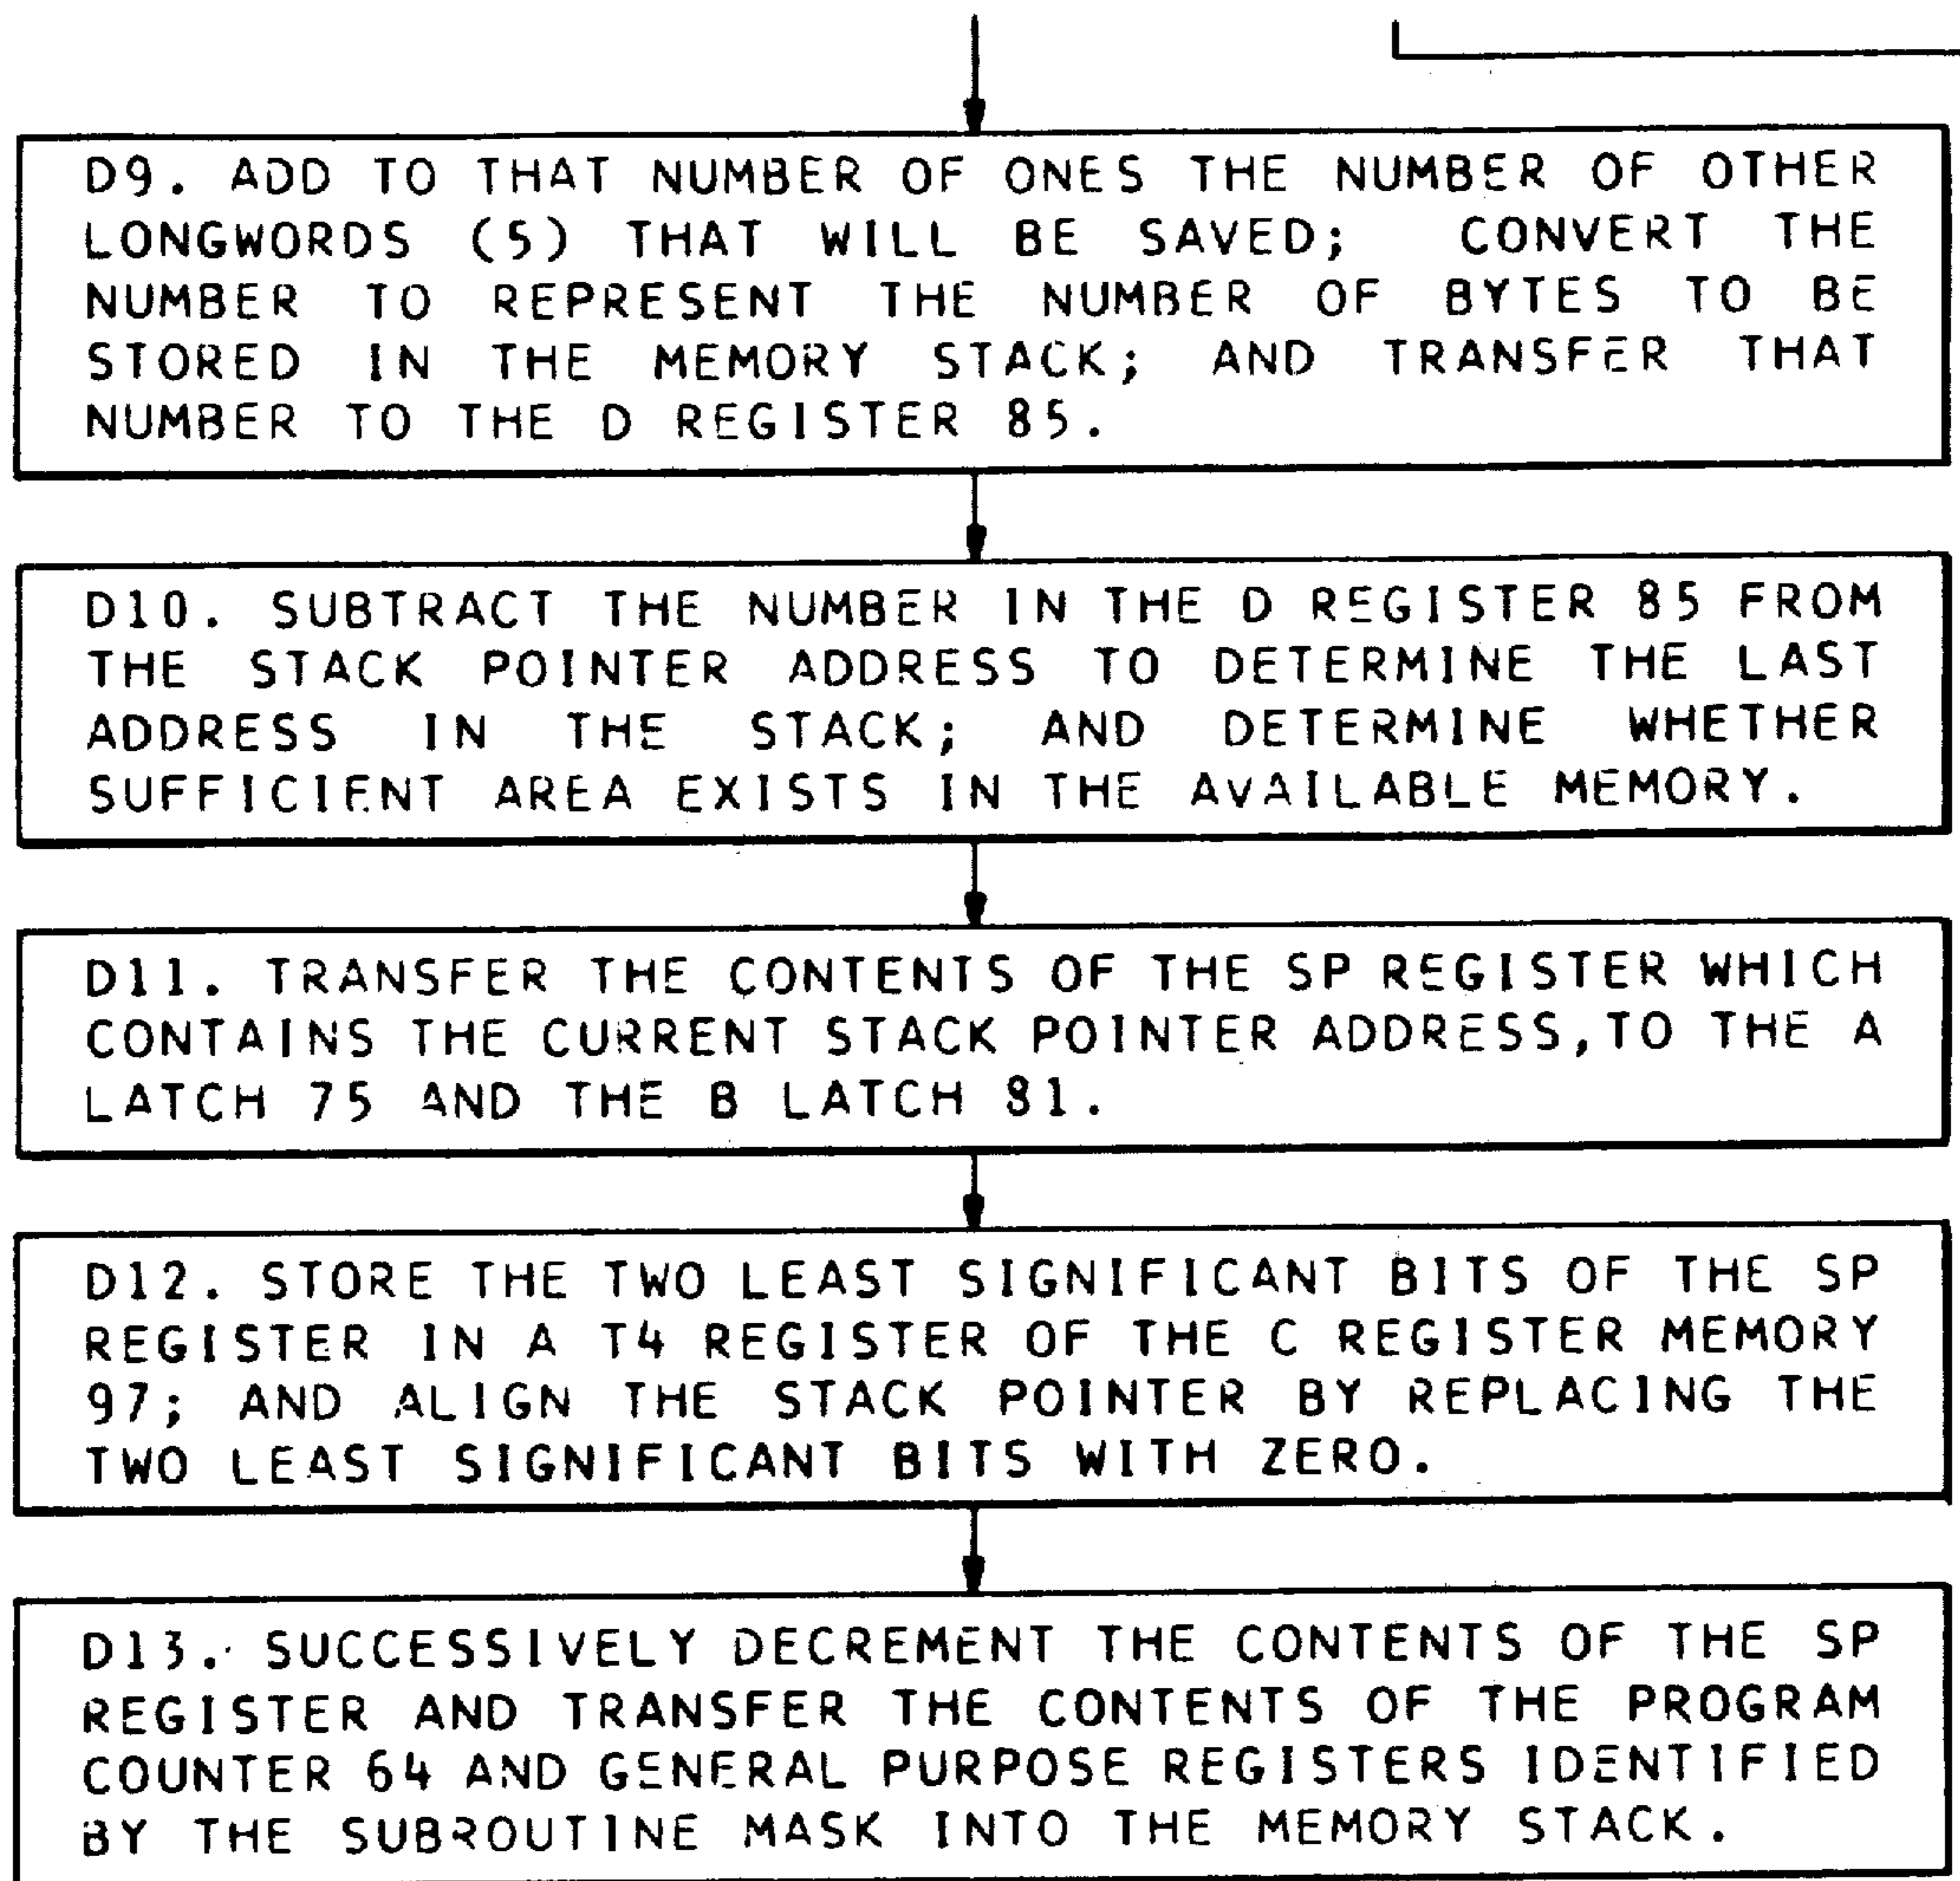 D9. ADD TO THAT NUMBER OF ONES THE NUMBER OF OTHER
LONGWORDS (5) THAT WILL BE SAVED; CONVERT THE
NUMBER TO REPRESENT THE NUMBER OF BYTES TO BE
STORED IN THE MEMORY STACK; AND TRANSFER THAT
NUMBER TO THE D REGISTER 85.
D10. SUBTRACT THE NUMBER IN THE D REGISTER 85 FROM
THE STACK POINTER ADDRESS TO DETERMINE THE LAST
ADDRESS IN THE STACK; AND DETERMINE WHETHER
SUFFICIENT AREA EXISTS IN THE AVAILABLE MEMORY.
D11. TRANSFER THE CONTENTS OF THE SP REGISTER WHICH
CONTAINS THE CURRENT STACK POINTER ADDRESS,TO THE A
LATCH 75 AND THE B LATCH 81.
D12. STORE THE TWO LEAST SIGNIFICANT BITS OF THE SP
REGISTER IN A T4 REGISTER OF THE C REGISTER MEMORY
97; AND ALIGN THE STACK POINTER BY REPLACING THE
TWO LEAST SIGNIFICANT BITS WITH ZERO.
D13. SUCCESSIVELY DECREMENT THE CONTENTS OF THE SP
REGISTER AND TRANSFER THE CONTENTS OF THE PROGRAM
COUNTER 64 AND GENERAL PURPOSE REGISTERS IDENTIFIED
BY THE SUBROUTINE MASK INTO THE MEMORY STACK.